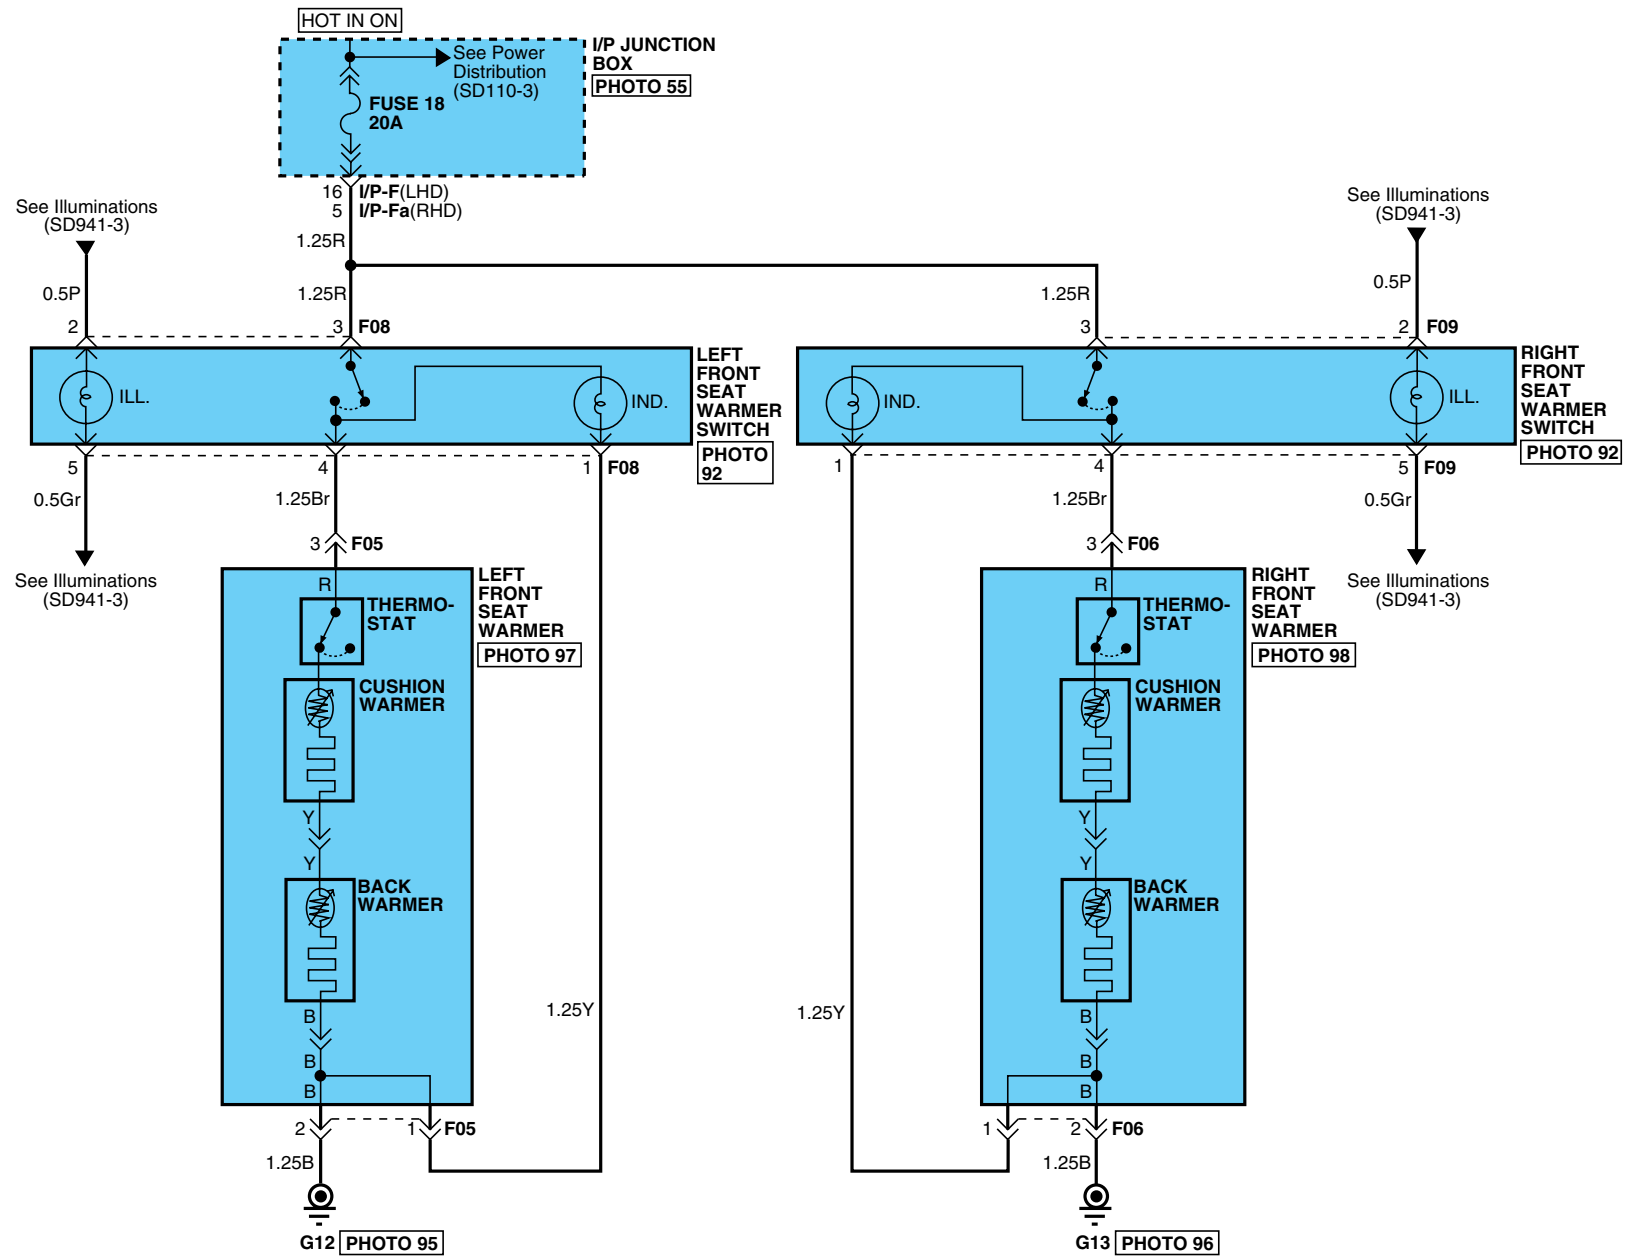 HOT IN ON
See Power
Distribution
(SD110-3)
FUSE 18
20A
I/P JUNCTION
BOX
PHOTO 55
16 I/P-F(LHD)
5 I/P-Fa(RHD)
1.25R
See Illuminations
(SD941-3)
0.5P
2
1.25R
3 F08
1.25R
3
See Illuminations
(SD941-3)
0.5P
2 F09
ILL.
IND.
LEFT
FRONT
SEAT
WARMER
SWITCH
PHOTO
92
IND.
ILL.
RIGHT
FRONT
SEAT
WARMER
SWITCH
PHOTO 92
5
4
1 F08
1
4
5 F09
0.5Gr
1.25Br
1.25Br
0.5Gr
See Illuminations
(SD941-3)
3 F05
3 F06
See Illuminations
(SD941-3)
R
THERMO-
STAT
LEFT
FRONT
SEAT
WARMER
PHOTO 97
CUSHION
WARMER
Y
Y
BACK
WARMER
B
B
B
1.25Y
2
1 F05
1.25B
G12 PHOTO 95
R
THERMO-
STAT
RIGHT
FRONT
SEAT
WARMER
PHOTO 98
CUSHION
WARMER
Y
Y
BACK
WARMER
1.25Y
B
B
B
1
2 F06
1.25B
G13 PHOTO 96